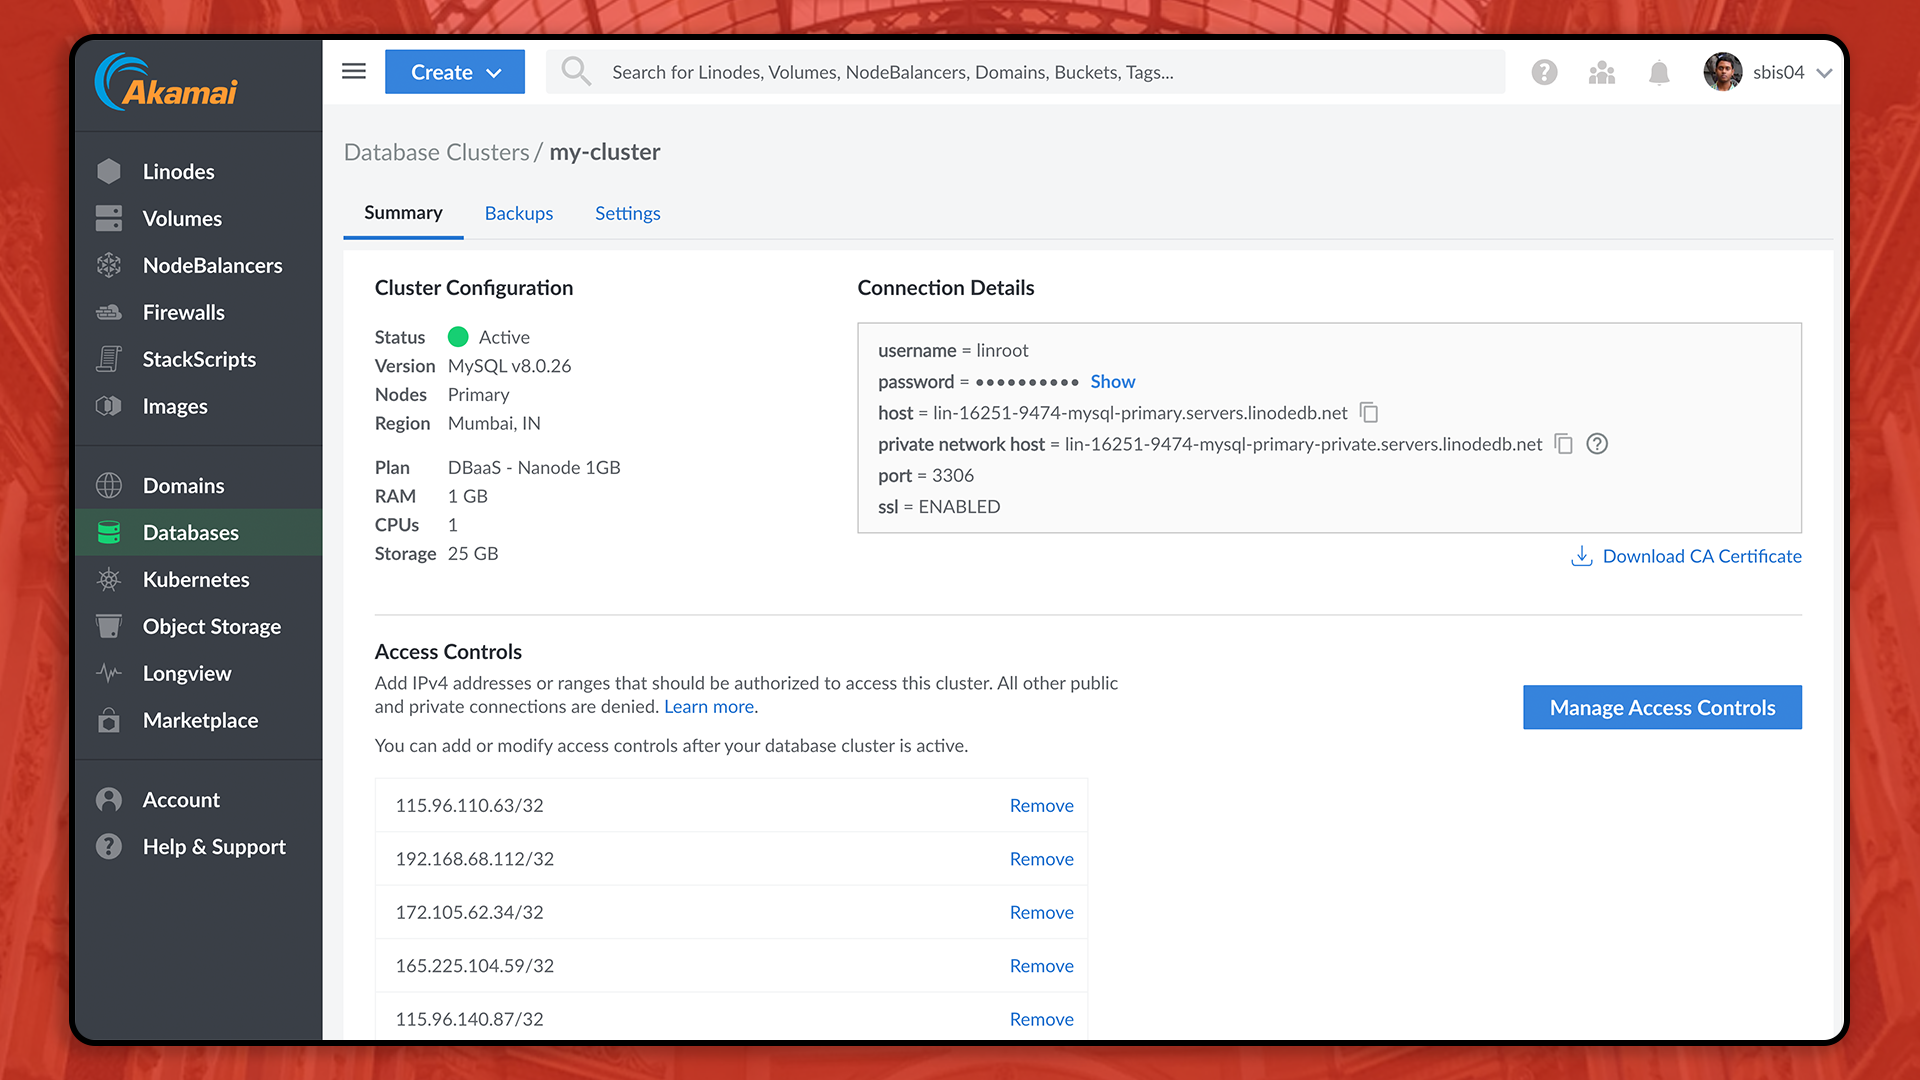 Akamai
Create
Search for Linodes, Volumes, NodeBalancers, Domains, Buckets, Tags...
sbis04
Linodes
Volumes
NodeBalancers
Firewalls
StackScripts
Images
Domains
Databases
Kubernetes
Object Storage
Longview
Marketplace
Account
Help & Support
Database Clusters / my-cluster
Summary Backups Settings
Cluster Configuration
Status Active
Version MySQL v8.0.26
Nodes Primary
Region Mumbai, IN
Plan DBaaS - Nanode 1GB
RAM 1 GB
CPUs 1
Storage 25 GB
Connection Details
username = linroot
password = •••••••••• Show
host = lin-16251-9474-mysql-primary.servers.linodedb.net
private network host = lin-16251-9474-mysql-primary-private.servers.linodedb.net
port = 3306
ssl = ENABLED
Download CA Certificate
Access Controls
Add IPv4 addresses or ranges that should be authorized to access this cluster. All other public
and private connections are denied. Learn more.
You can add or modify access controls after your database cluster is active.
Manage Access Controls
115.96.110.63/32 Remove
192.168.68.112/32 Remove
172.105.62.34/32 Remove
165.225.104.59/32 Remove
115.96.140.87/32 Remove